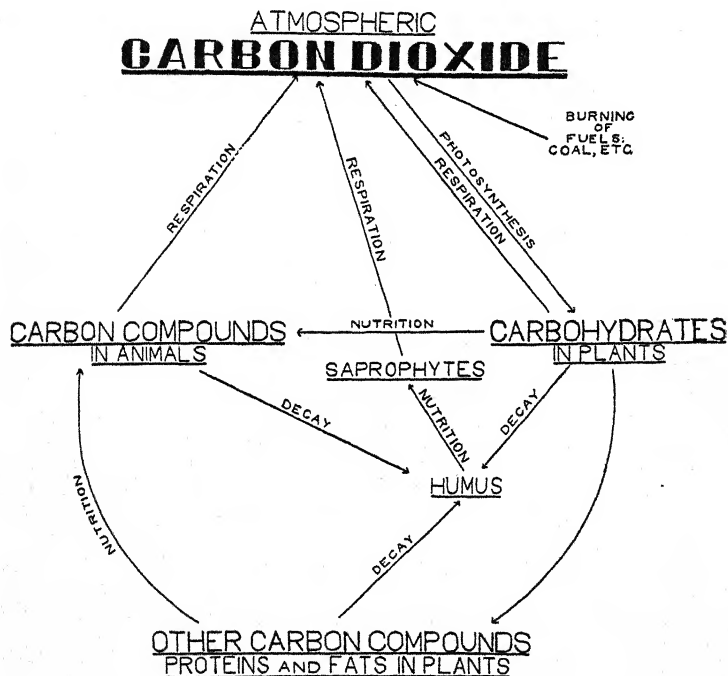 ATMOSPHERIC
CARBON DIOXIDE
BURNING
OF
FUELS:
COAL, ETC.
RESPIRATION
RESPIRATION
PHOTOSYNTHESIS
RESPIRATION
CARBON COMPOUNDS
IN ANIMALS
NUTRITION
CARBOHYDRATES
IN PLANTS
SAPROPHYTES
DECAY
NUTRITION
DECAY
HUMUS
NUTRITION
DECAY
OTHER CARBON COMPOUNDS
PROTEINS AND FATS IN PLANTS